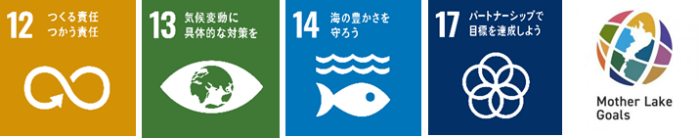 12 つくる責任
つかう責任
13 気候変動に
具体的な対策を
14 海の豊かさを
守ろう
17 パートナーシップで
目標を達成しよう
Mother Lake
Goals